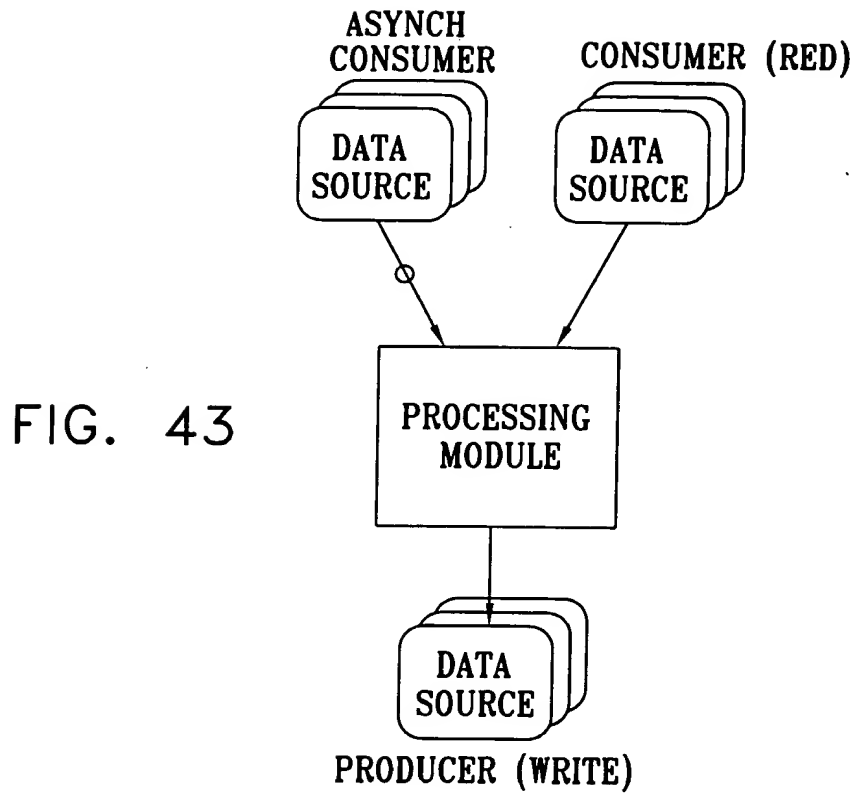 ASYNCH
CONSUMER
CONSUMER (RED)
DATA
SOURCE
DATA
SOURCE
PROCESSING
MODULE
FIG. 43
DATA
SOURCE
PRODUCER (WRITE)